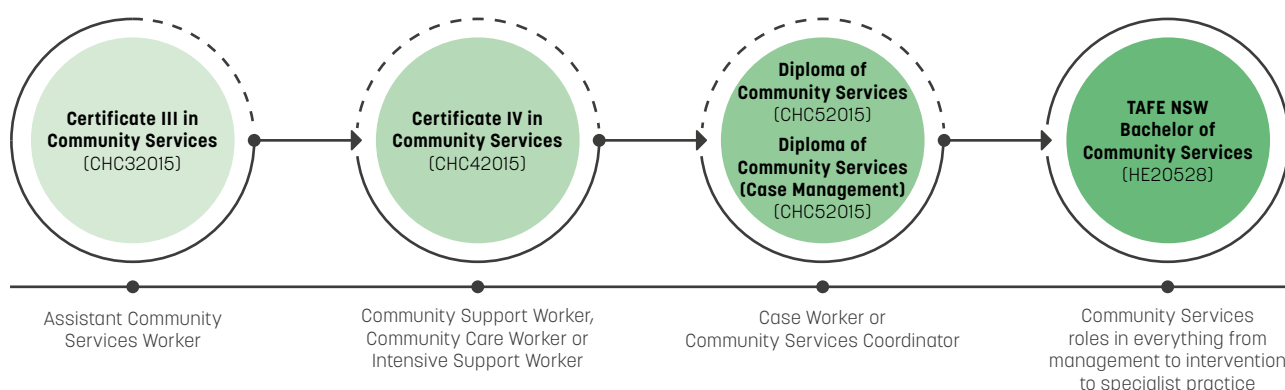 Certificate III in
Community Services
(CHC32015)
Certificate IV in
Community Services
(CHC42015)
Diploma of
Community Services
(CHC52015)
Diploma of
Community Services
(Case Management)
(CHC52015)
TAFE NSW
Bachelor of
Community Services
(HE20528)
Assistant Community
Services Worker
Community Support Worker,
Community Care Worker or
Intensive Support Worker
Case Worker or
Community Services Coordinator
Community Services
roles in everything from
management to intervention
to specialist practice